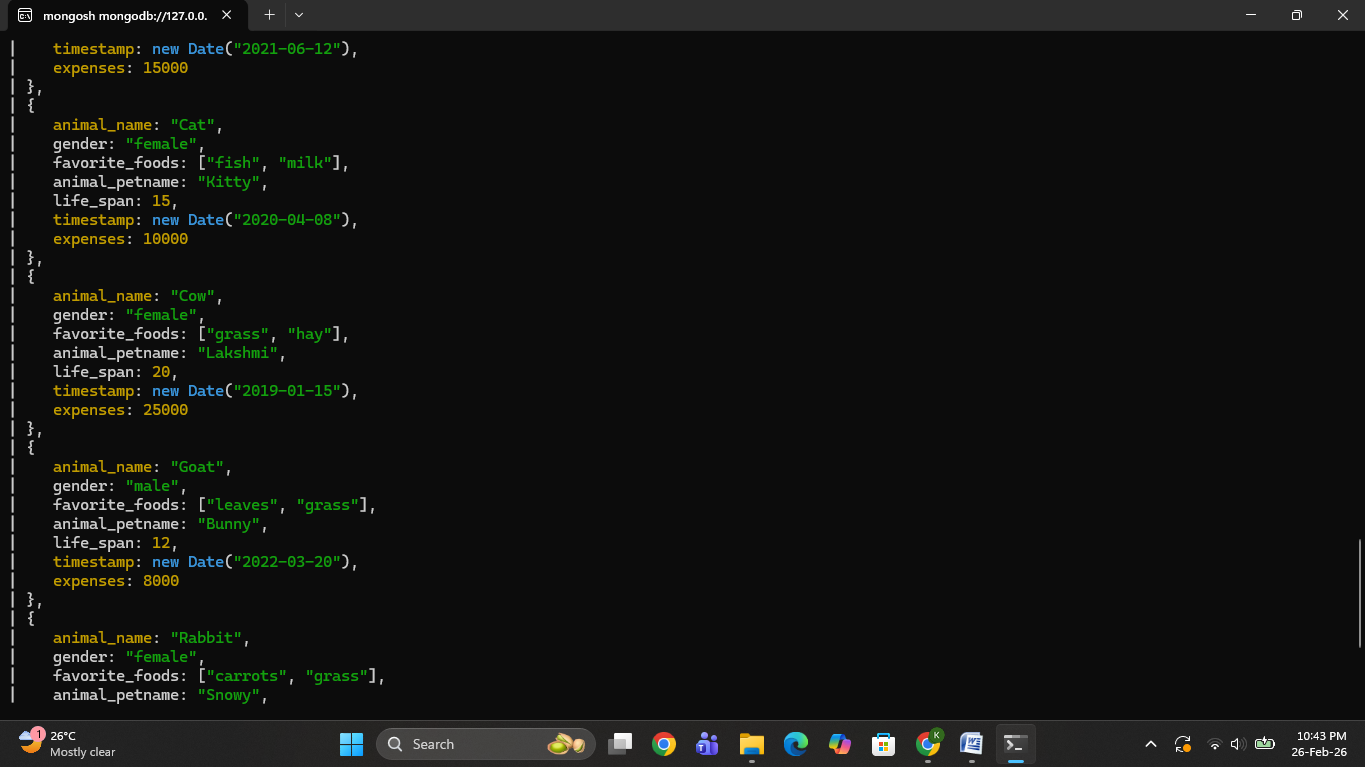 mongosh mongodb://127.0.0.
| timestamp: new Date("2021-06-12"),
| expenses: 15000
| },
| {
| animal_name: "Cat",
| gender: "female",
| favorite_foods: ["fish", "milk"],
| animal_petname: "Kitty",
| life_span: 15,
| timestamp: new Date("2020-04-08"),
| expenses: 10000
| },
| {
| animal_name: "Cow",
| gender: "female",
| favorite_foods: ["grass", "hay"],
| animal_petname: "Lakshmi",
| life_span: 20,
| timestamp: new Date("2019-01-15"),
| expenses: 25000
| },
| {
| animal_name: "Goat",
| gender: "male",
| favorite_foods: ["leaves", "grass"],
| animal_petname: "Bunny",
| life_span: 12,
| timestamp: new Date("2022-03-20"),
| expenses: 8000
| },
| {
| animal_name: "Rabbit",
| gender: "female",
| favorite_foods: ["carrots", "grass"],
| animal_petname: "Snowy",
1
26°C
Mostly clear
Search
K
10:43 PM
26-Feb-26